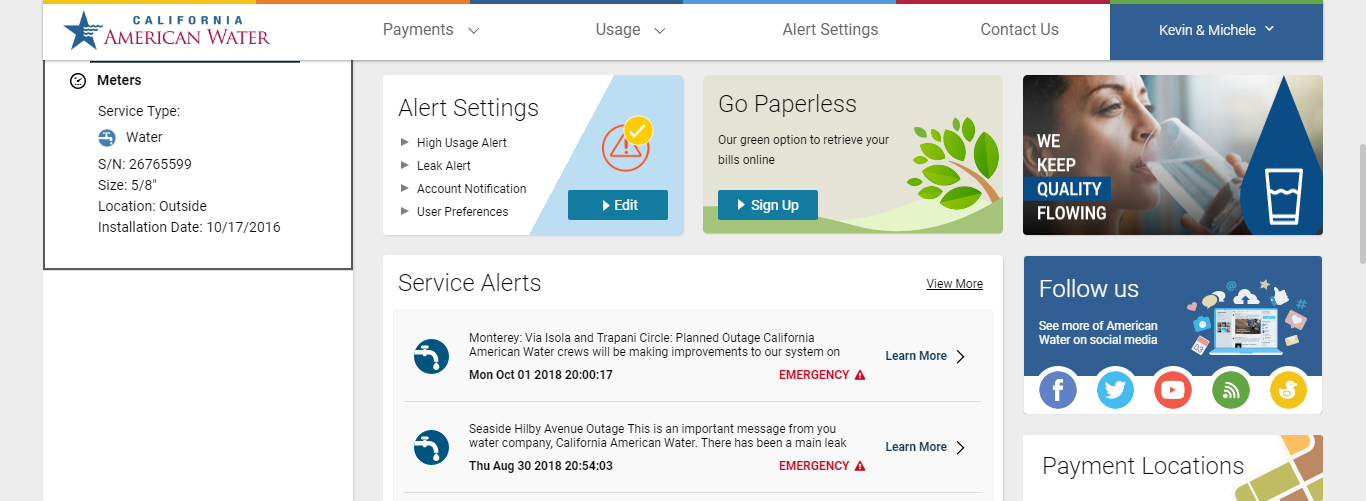 CALIFORNIA
AMERICAN WATER
Payments
Usage
Alert Settings
Contact Us
Kevin & Michele
Meters
Service Type:
Water
S/N: 26765599
Size: 5/8"
Location: Outside
Installation Date: 10/17/2016
Alert Settings
High Usage Alert
Leak Alert
Account Notification
User Preferences
Edit
Go Paperless
Our green option to retrieve your
bills online
Sign Up
WE
KEEP
QUALITY
FLOWING
Service Alerts
View More
Monterey: Via Isola and Trapani Circle: Planned Outage California
American Water crews will be making improvements to our system on
Mon Oct 01 2018 20:00:17
EMERGENCY
Learn More
Seaside Hilby Avenue Outage This is an important message from you
water company, California American Water. There has been a main leak
Thu Aug 30 2018 20:54:03
EMERGENCY
Learn More
Follow us
See more of American
Water on social media
Payment Locations